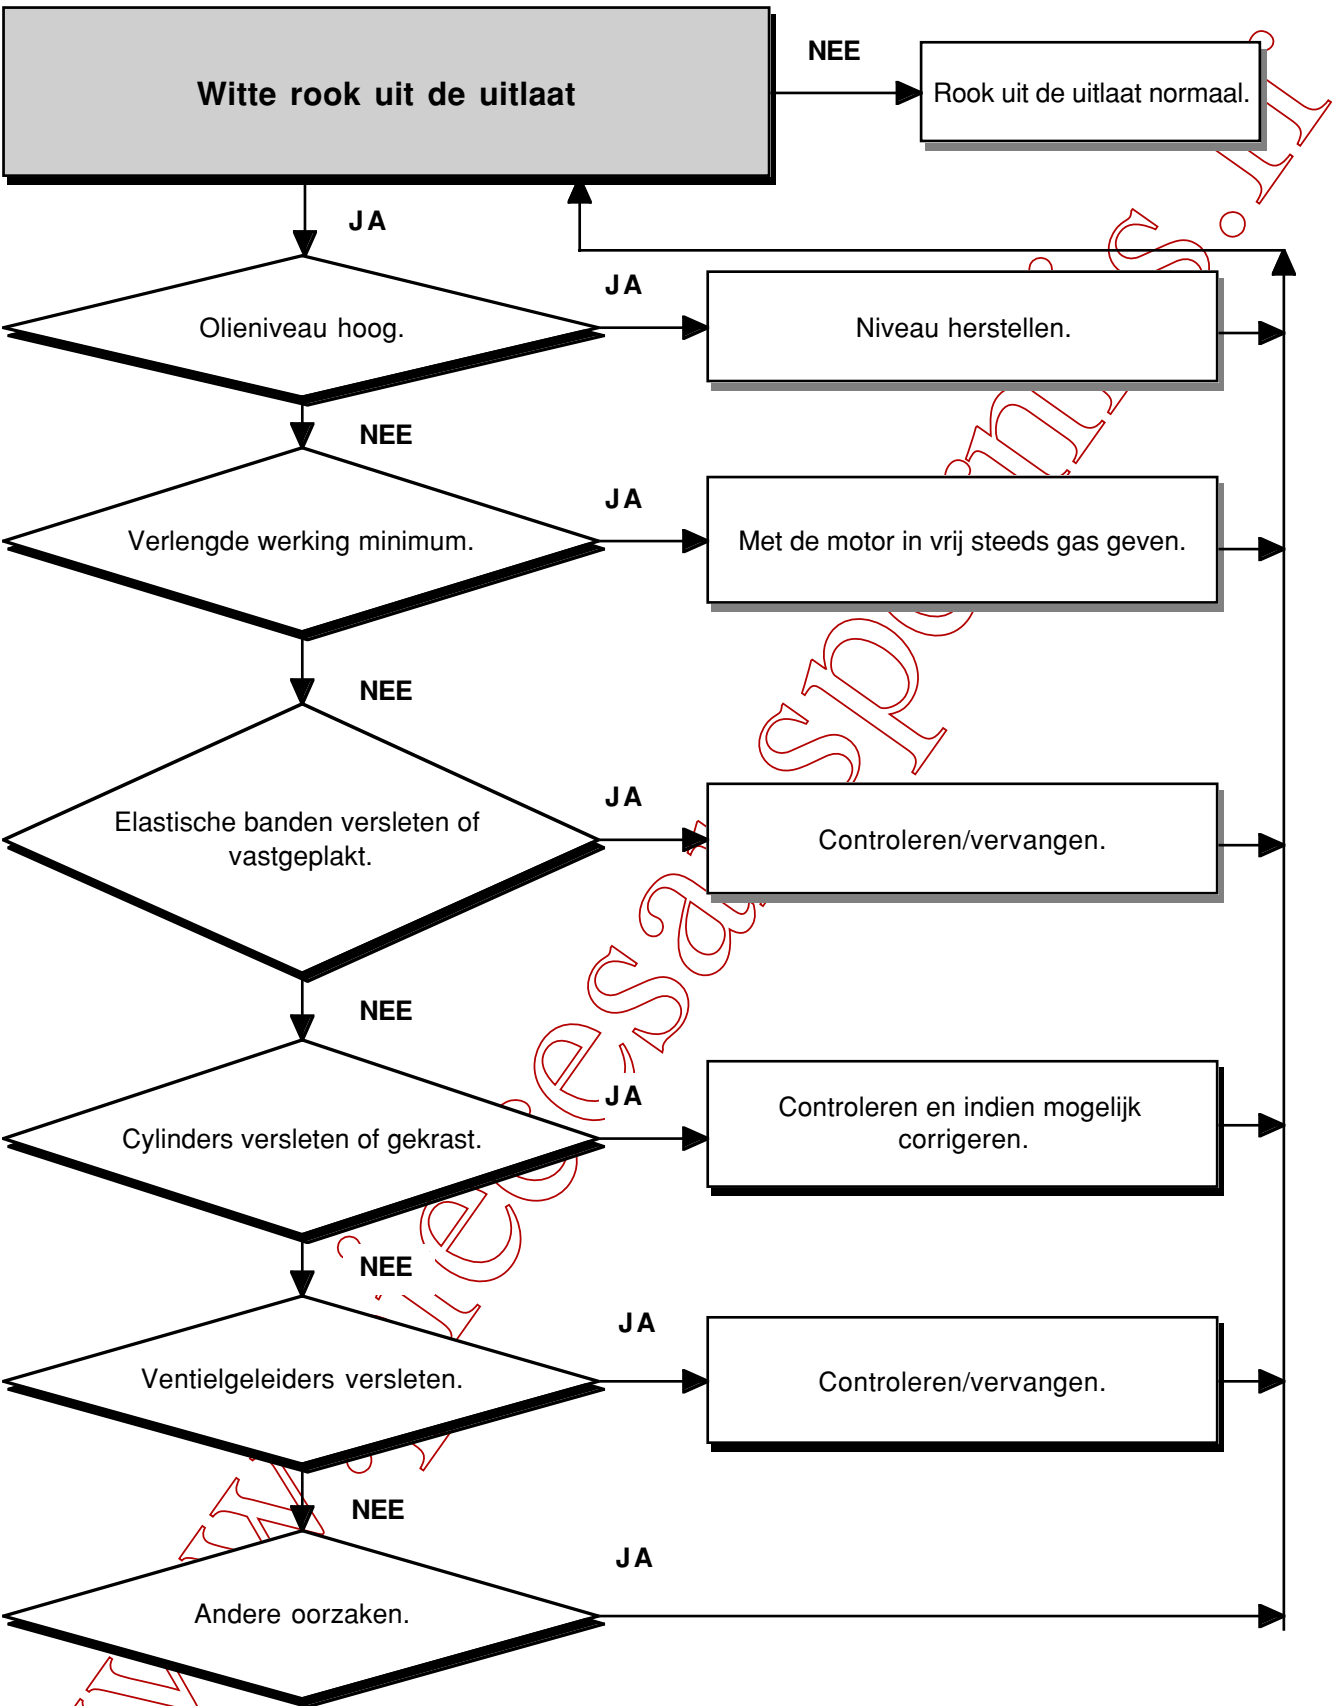 Witte rook uit de uitlaat
NEE
Rook uit de uitlaat normaal.
JA
Olieniveau hoog.
JA
Niveau herstellen.
NEE
Verlengde werking minimum.
JA
Met de motor in vrij steeds gas geven.
NEE
Elastische banden versleten of
vastgeplakt.
JA
Controleren/vervangen.
NEE
Cylinders versleten of gekrast.
JA
Controleren en indien mogelijk
corrigeren.
NEE
Ventielgeleiders versleten.
JA
Controleren/vervangen.
NEE
Andere oorzaken.
JA